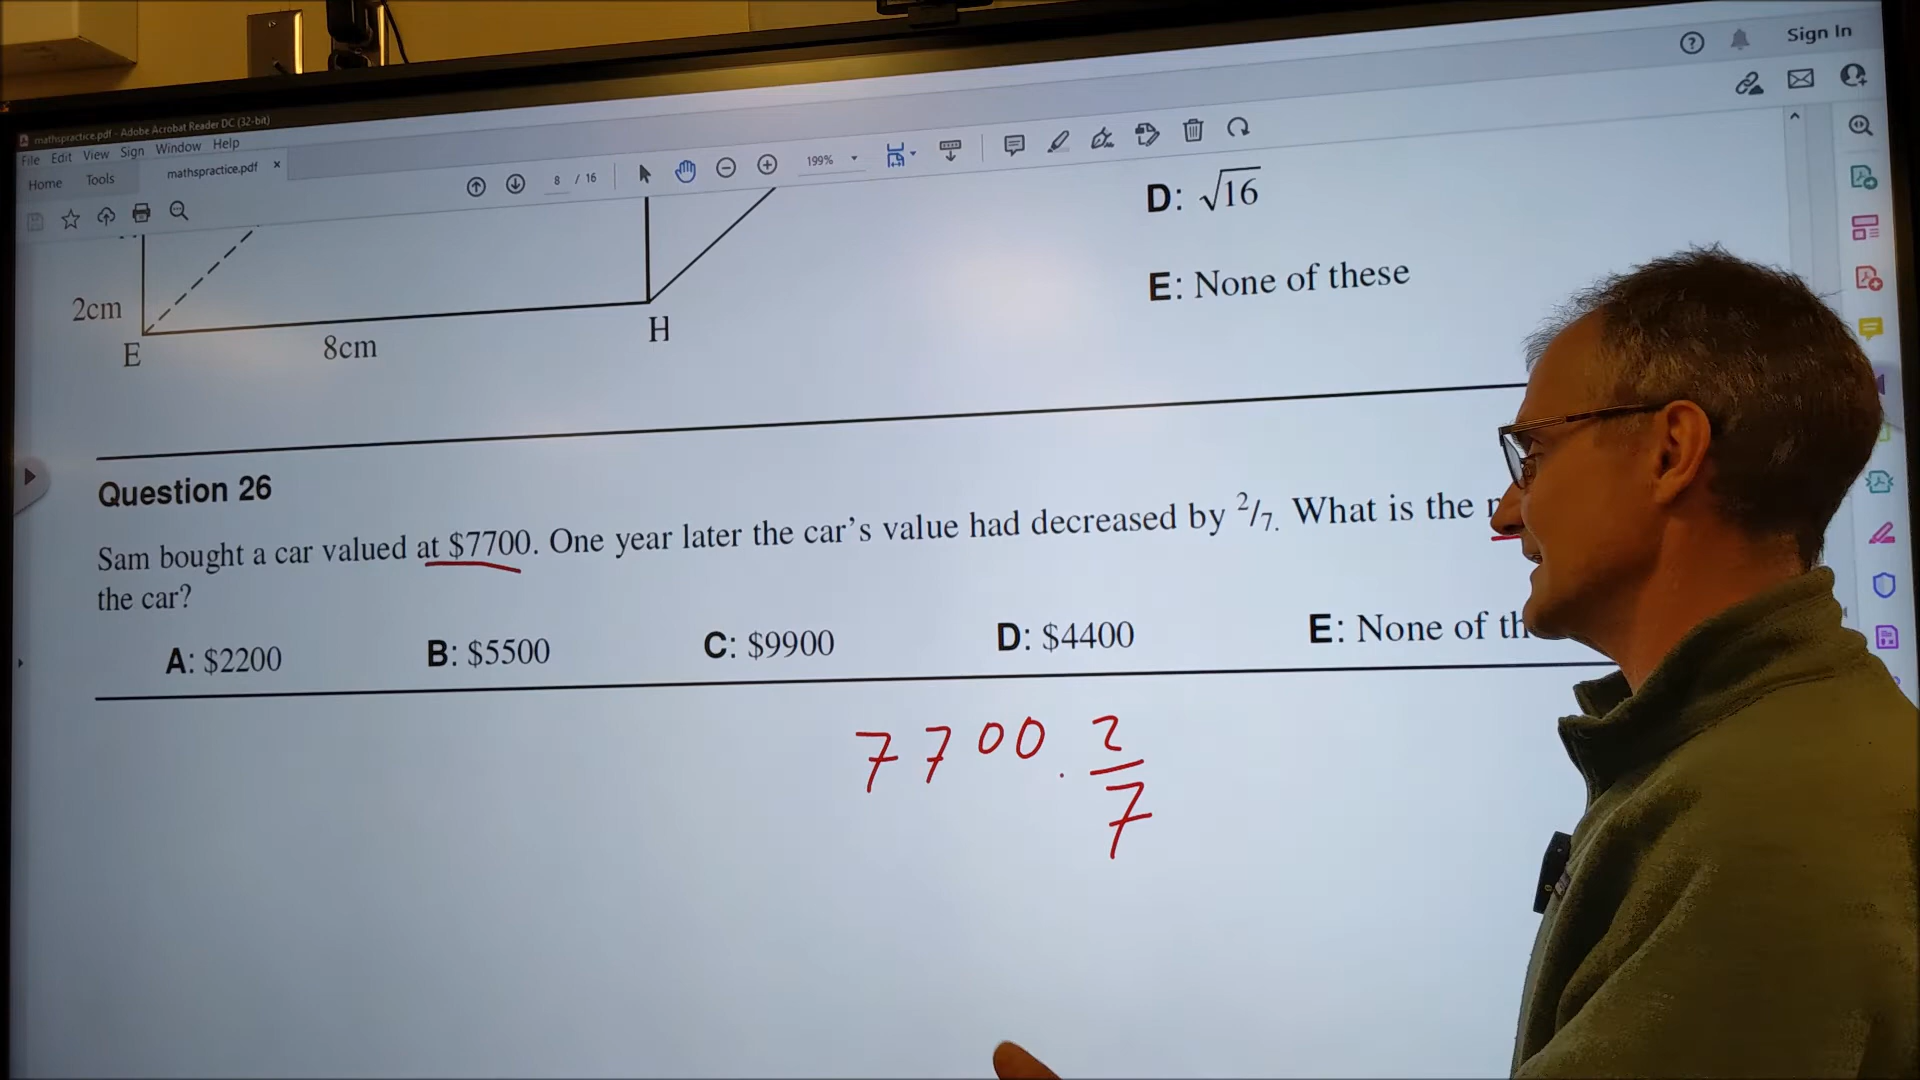 Sign In
mathspractice.pdf - Adobe Acrobat Reader DC (32-bit)
File Edit View Sign Window Help
Home Tools mathspractice.pdf ×
8 / 16 199%
D: √16
E: None of these
2cm
E 8cm H
Question 26
Sam bought a car valued at $7700. One year later the car's value had decreased by 2/7. What is the
the car?
A: $2200 B: $5500 C: $9900 D: $4400 E: None of
7700 . 2/7